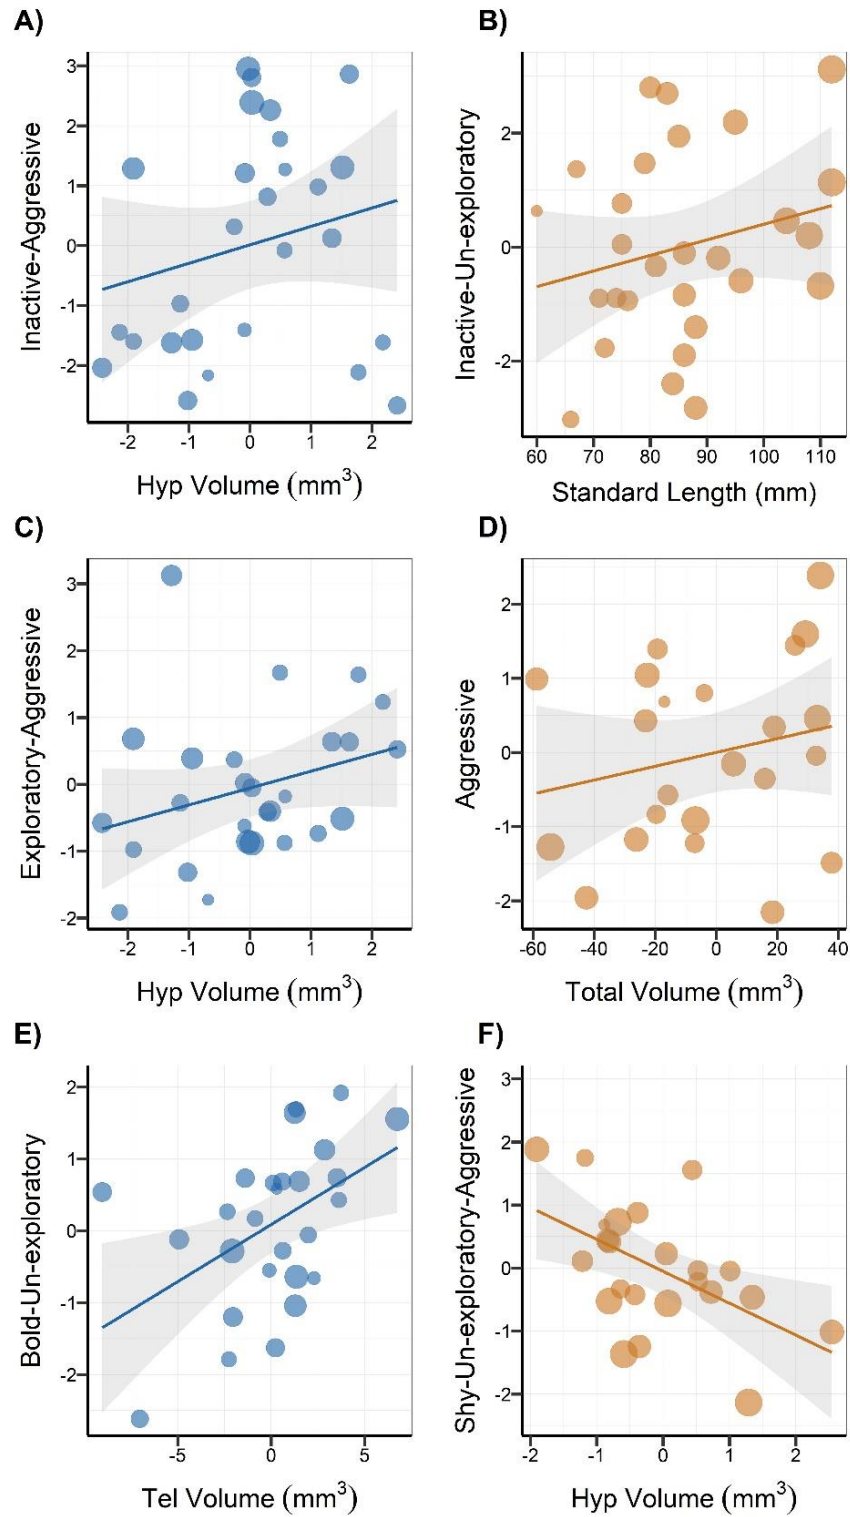 A)
Inactive-Aggressive
3
2
1
0
-1
-2
-2 -1 0 1 2
Hyp Volume (mm³)
B)
Inactive-Un-exploratory
2
0
-2
60 70 80 90 100 110
Standard Length (mm)
C)
Exploratory-Aggressive
3
2
1
0
-1
-2
-2 -1 0 1 2
Hyp Volume (mm³)
D)
Aggressive
2
1
0
-1
-2
-60 -40 -20 0 20 40
Total Volume (mm³)
E)
Bold-Un-exploratory
2
1
0
-1
-2
-5 0 5
Tel Volume (mm³)
F)
Shy-Un-exploratory-Aggressive
3
2
1
0
-1
-2
-2 -1 0 1 2
Hyp Volume (mm³)